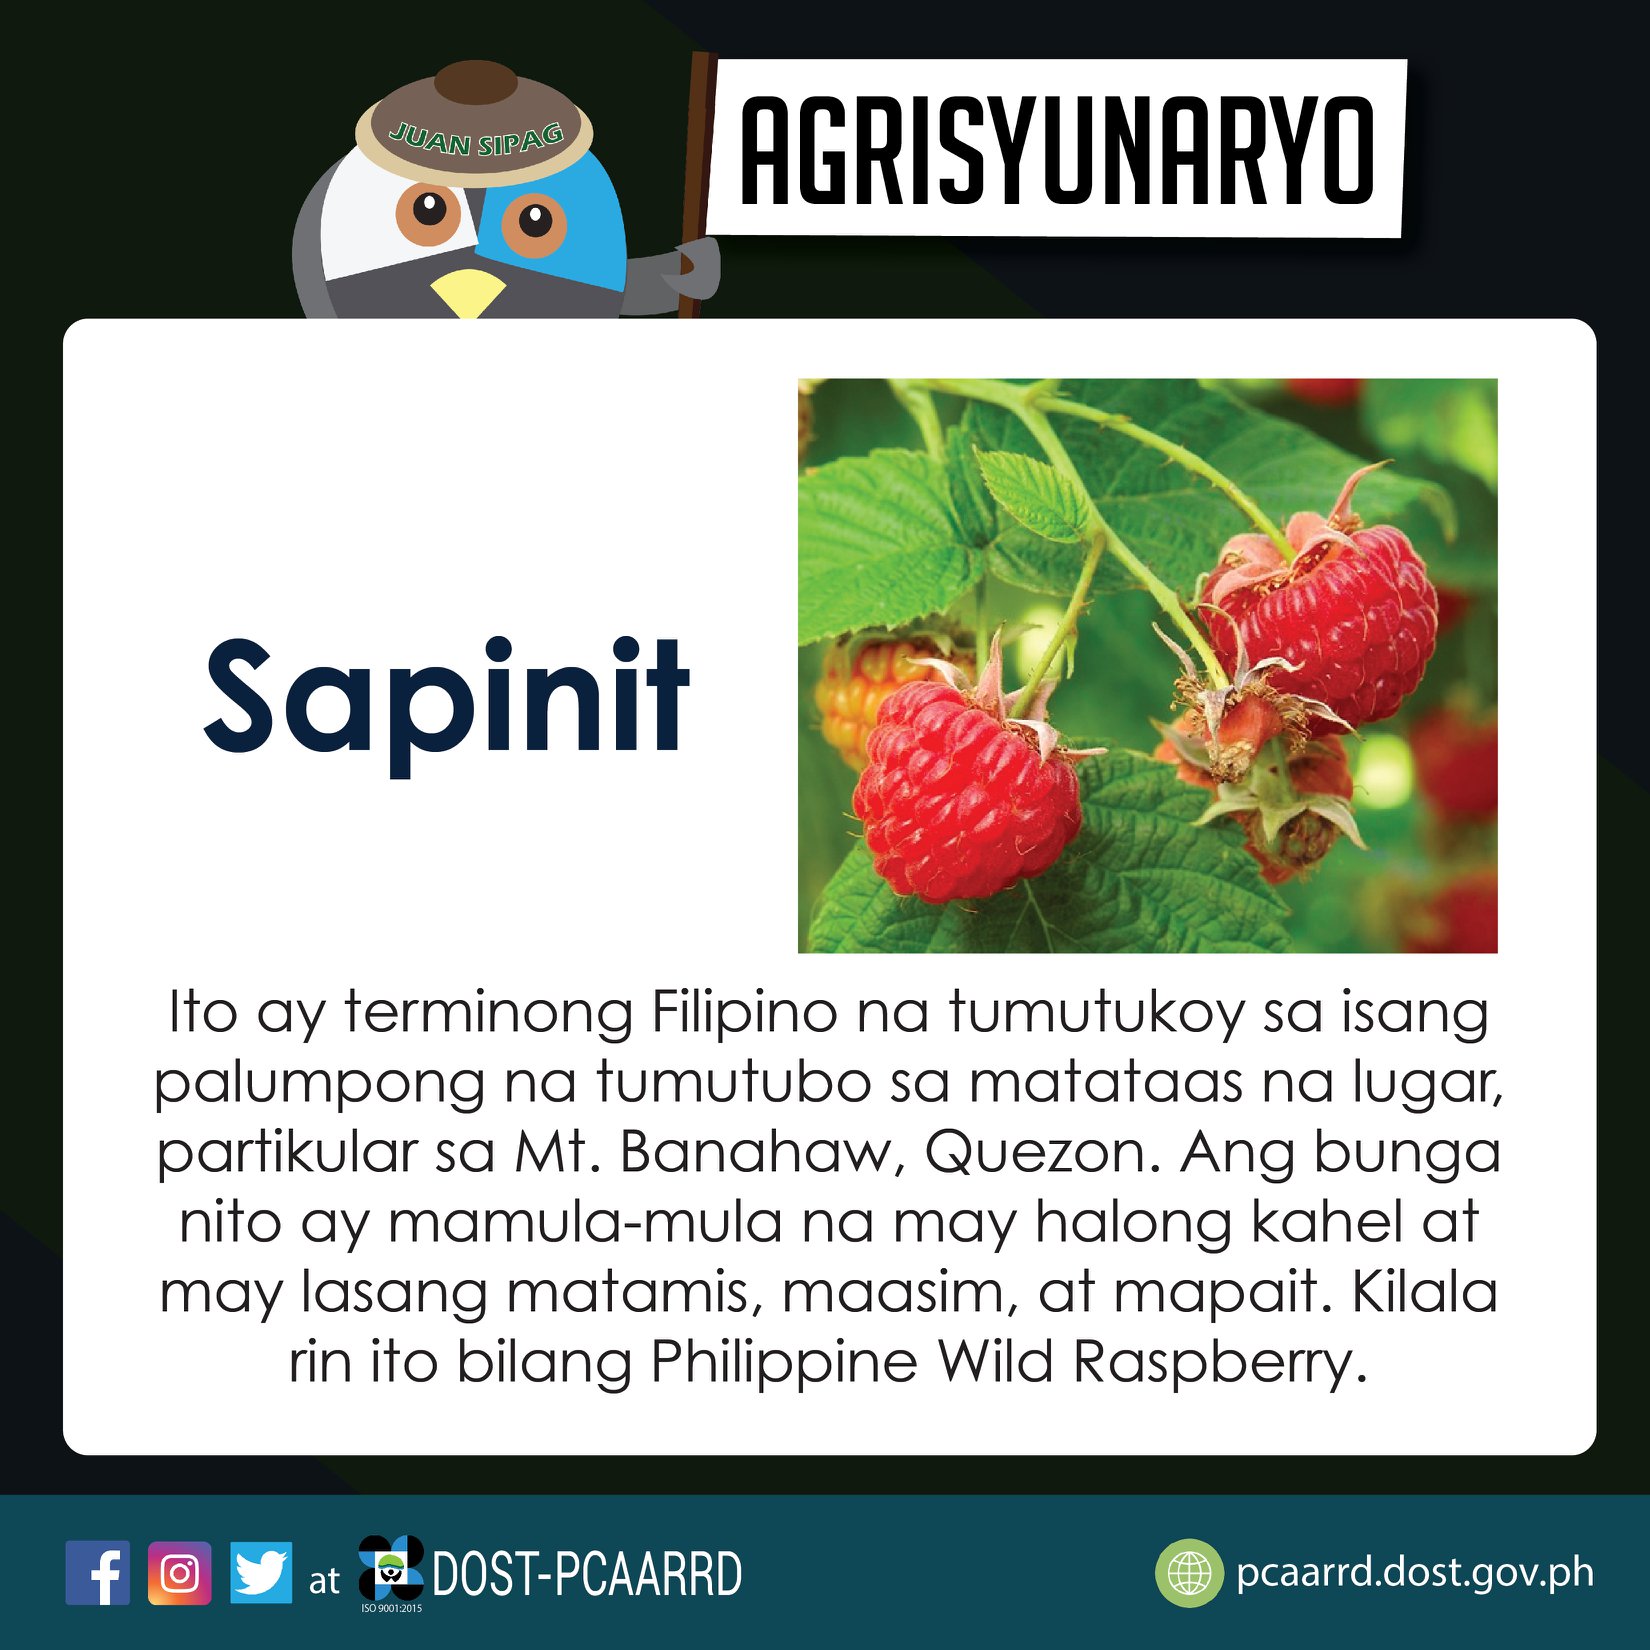 JUAN SIPAG
AGRISYUNARYO
Sapinit
Ito ay terminong Filipino na tumutukoy sa isang
palumpong na tumutubo sa matataas na lugar,
partikular sa Mt. Banahaw, Quezon. Ang bunga
nito ay mamula-mula na may halong kahel at
may lasang matamis, maasim, at mapait. Kilala
rin ito bilang Philippine Wild Raspberry.
at DOST-PCAARRD
ISO 9001:2015
pcaarrd.dost.gov.ph